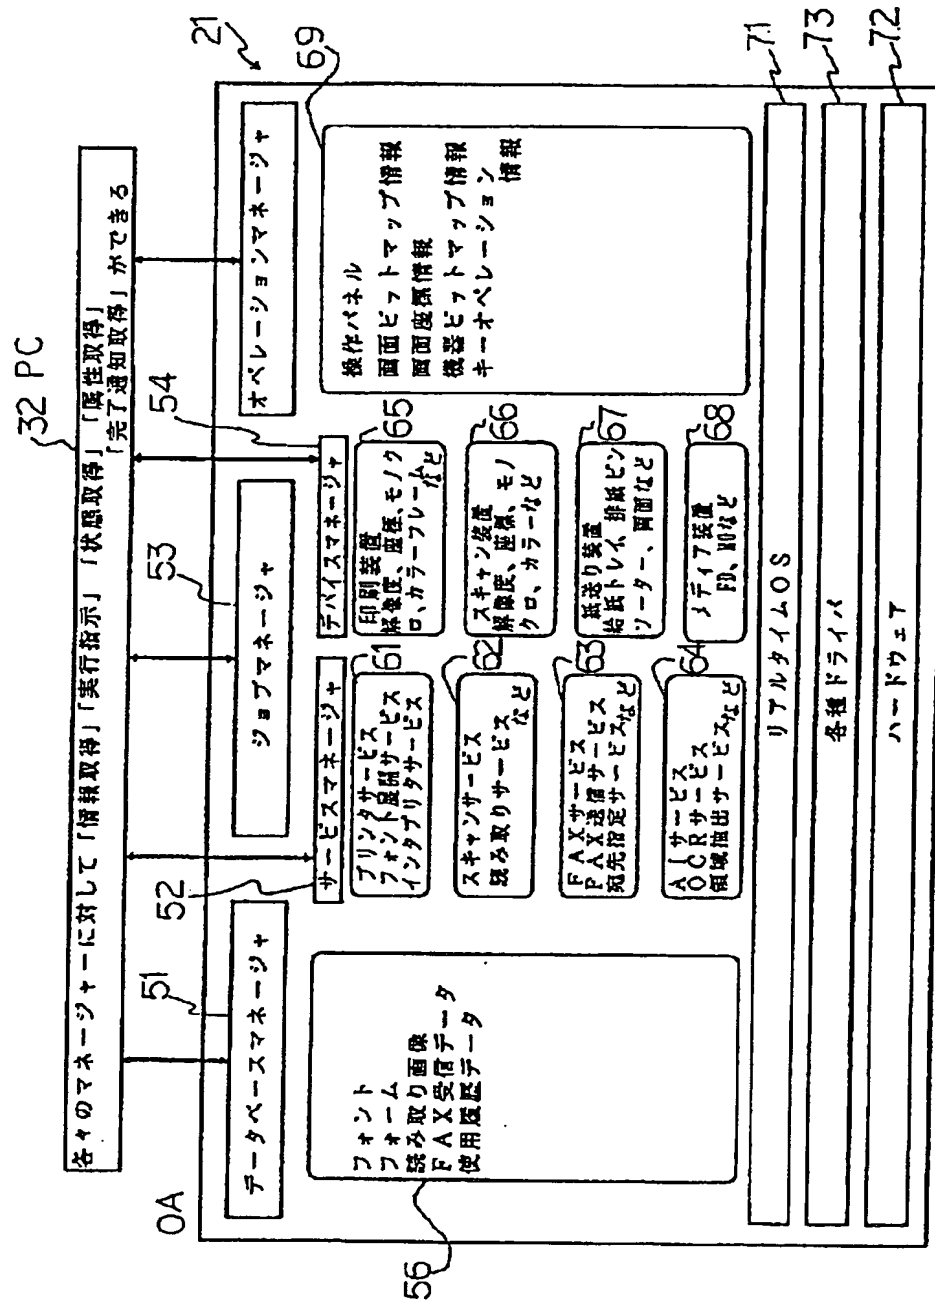 32 PC
各々のマネージャーに対して「情報取得」「実行指示」「状態取得」「属性取得」
「完了通知取得」ができる
OA
21
51
データベースマネージャ
52
サービスマネージャ
53
ジョブマネージャ
54
デバイスマネージャ
オペレーションマネージャ
56
フォント
フォーム
読み取り画像
FAX受信データ
使用履歴データ
61
プリンタサービス
フォント展開サービス
インタプリタサービス
62
スキャンサービス
読み取りサービス
など
63
FAXサービス
FAX送信サービス
宛先指定サービスなど
64
AIサービス
OCRサービス
領域抽出サービスなど
65
印刷装置
解像度、座標、モノク
ロ、カラーフレーム
など
66
スキャン装置
解像度、座標、モノ
クロ、カラーなど
67
紙送り装置
給紙トレイ、排紙ビン
ソーター、両面など
68
メディア装置
FD、MOなど
69
操作パネル
画面ビットマップ情報
画面座標情報
機器ビットマップ情報
キーオペレーション
情報
リアルタイムOS
71
各種ドライバ
73
ハードウェア
72